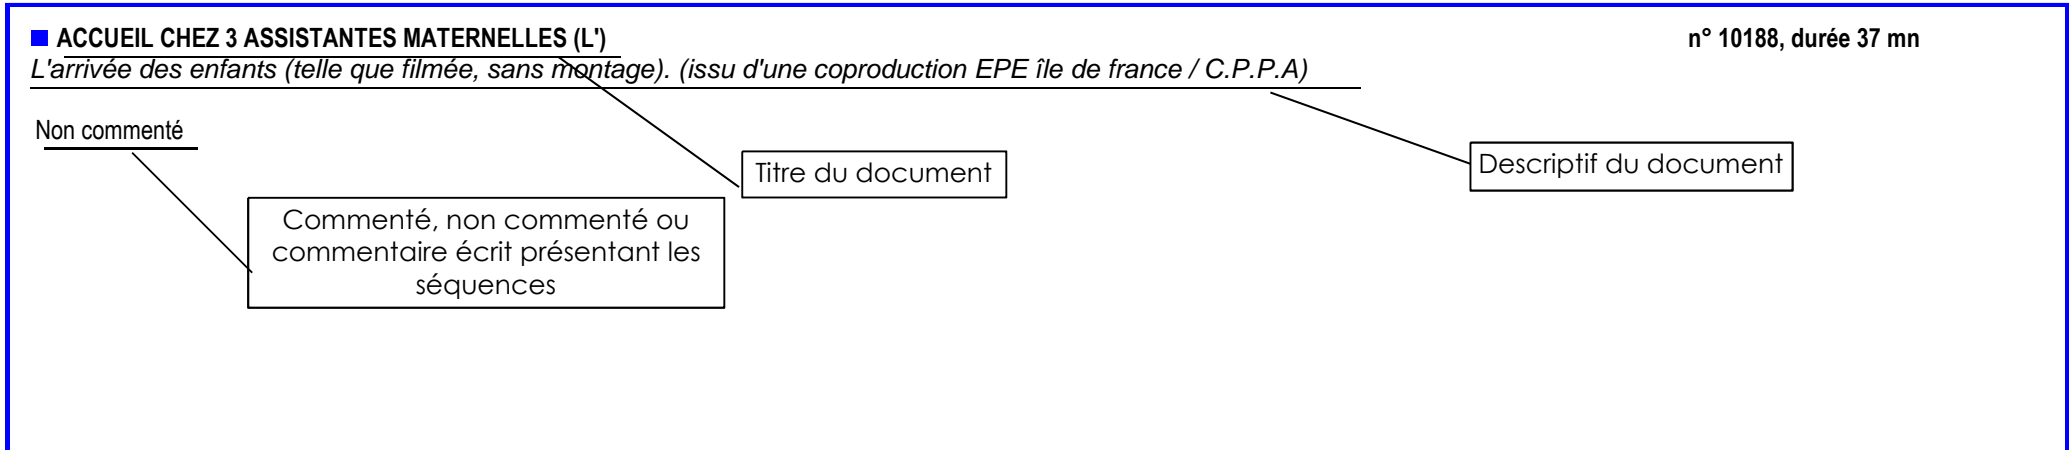 ACCUEIL CHEZ 3 ASSISTANTES MATERNELLES (L') n° 10188, durée 37 mn
L'arrivée des enfants (telle que filmée, sans montage). (issu d'une coproduction EPE île de france / C.P.P.A)
Non commenté
Titre du document
Descriptif du document
Commenté, non commenté ou
commentaire écrit présentant les
séquences